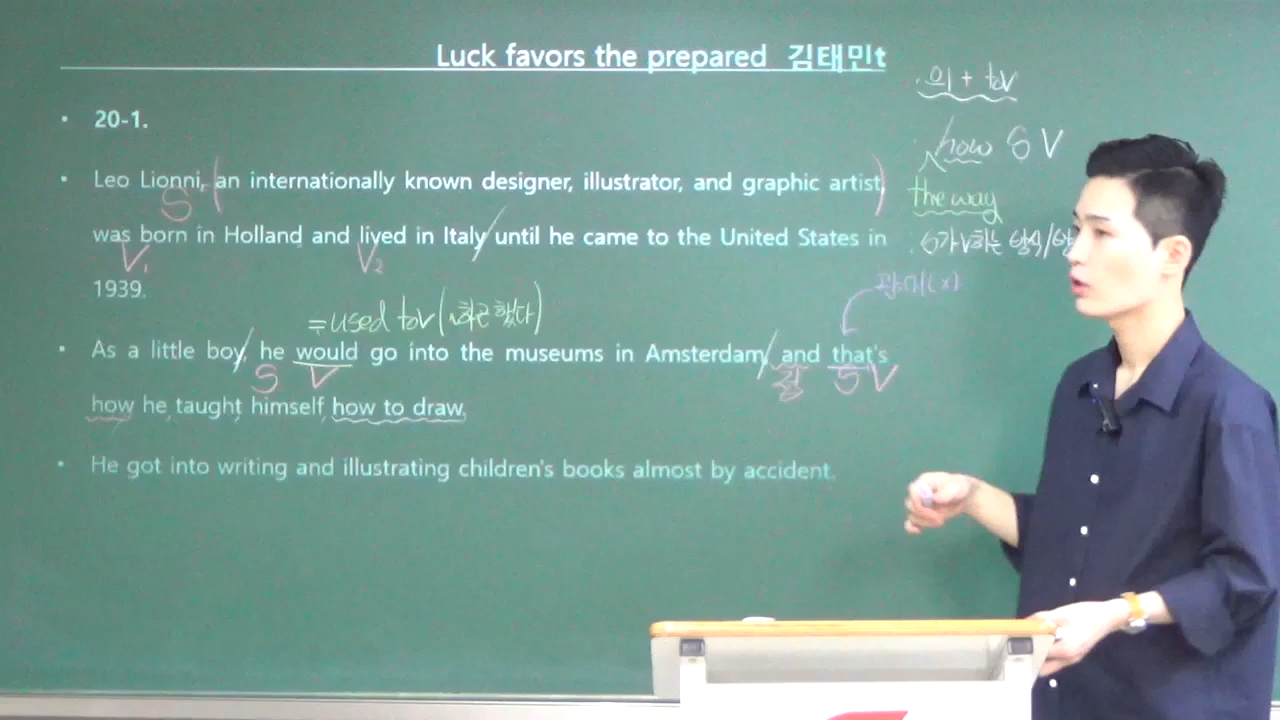 Luck favors the prepared 김태민t
• 20-1.
• Leo Lionni, (an internationally known designer, illustrator, and graphic artist,)
S
was born in Holland and lived in Italy / until he came to the United States in
V₁ V₂
1939.
= used to v (~하곤 했다)
• As a little boy, / he would go into the museums in Amsterdam, / and that's
S V S V
how he taught himself how to draw.
• He got into writing and illustrating children's books almost by accident.
· 의 + to v
· how S V
the way
: S가 V하는 방식/